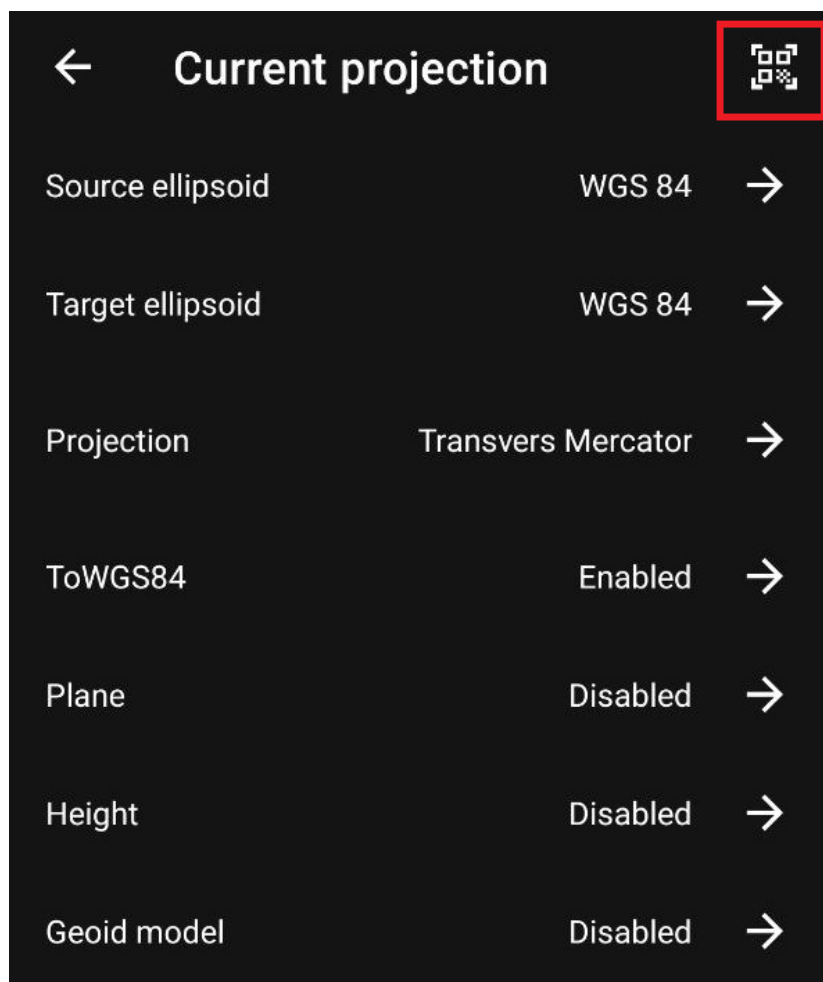 Current projection
Source ellipsoid WGS 84
Target ellipsoid WGS 84
Projection Transvers Mercator
ToWGS84 Enabled
Plane Disabled
Height Disabled
Geoid model Disabled